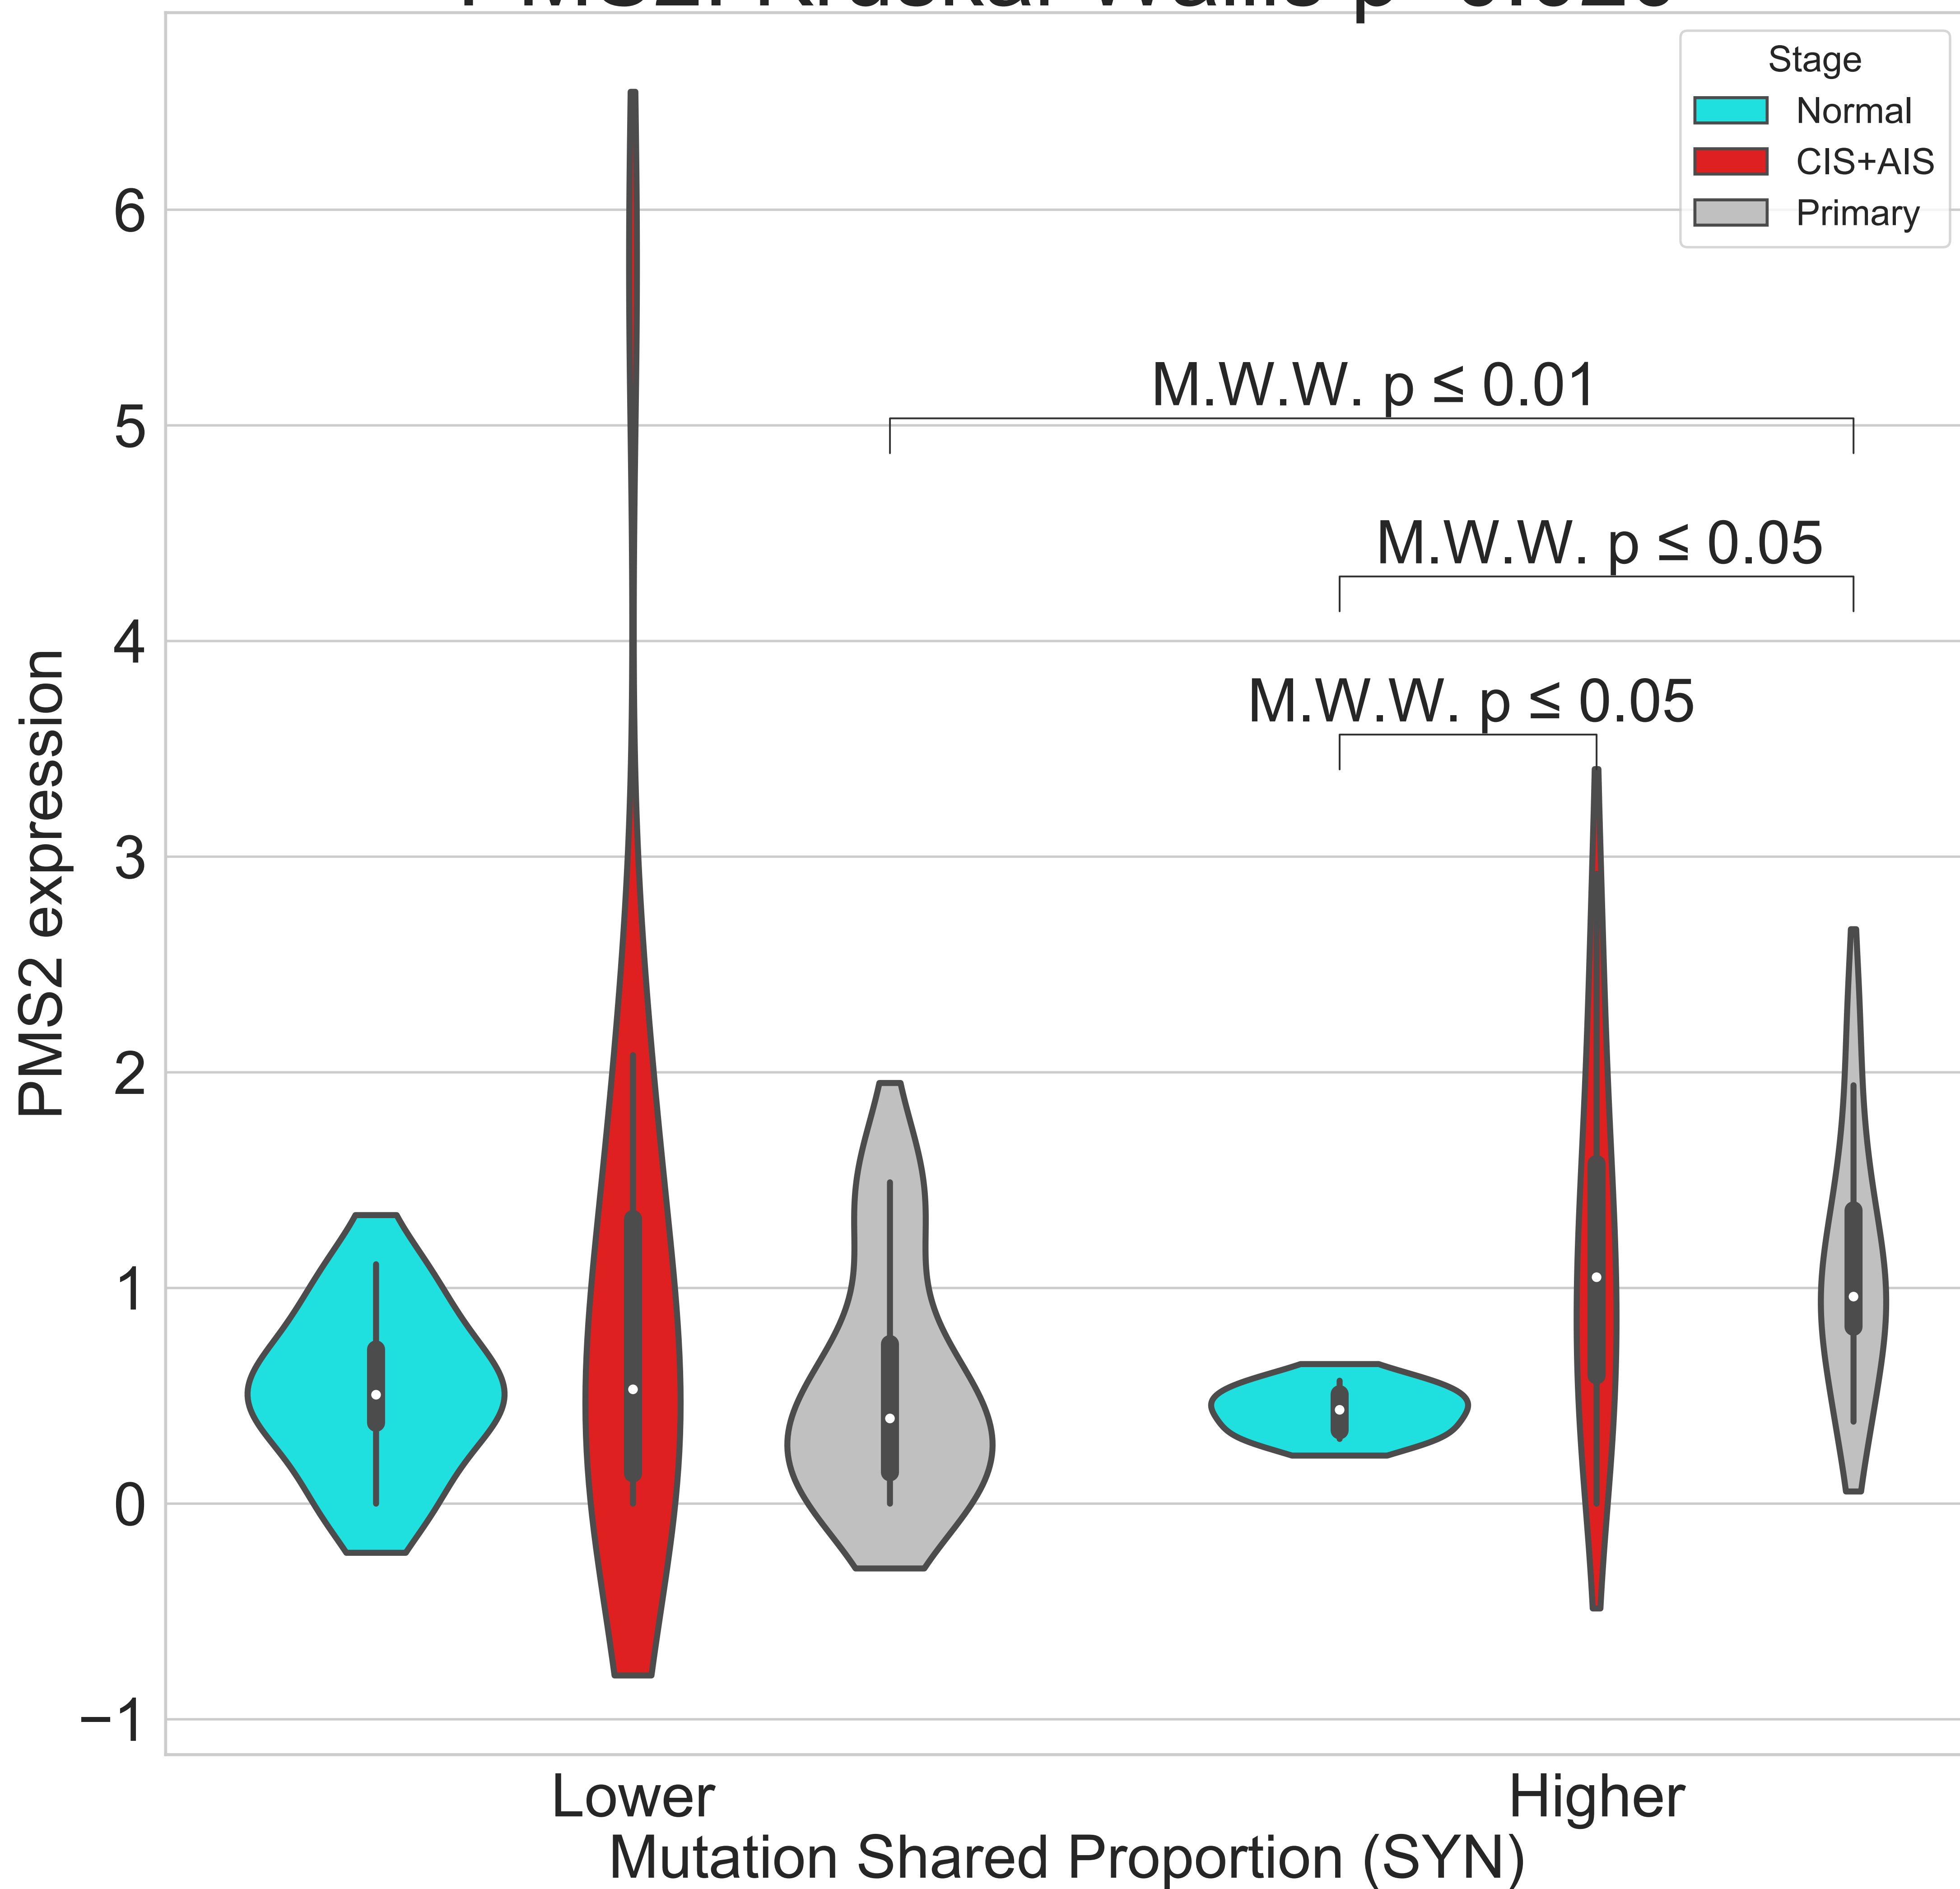 Stage
Normal
CIS+AIS
Primary
6
5
4
3
2
1
0
−1
PMS2 expression
M.W.W. p ≤ 0.01
M.W.W. p ≤ 0.05
M.W.W. p ≤ 0.05
Lower
Higher
Mutation Shared Proportion (SYN)